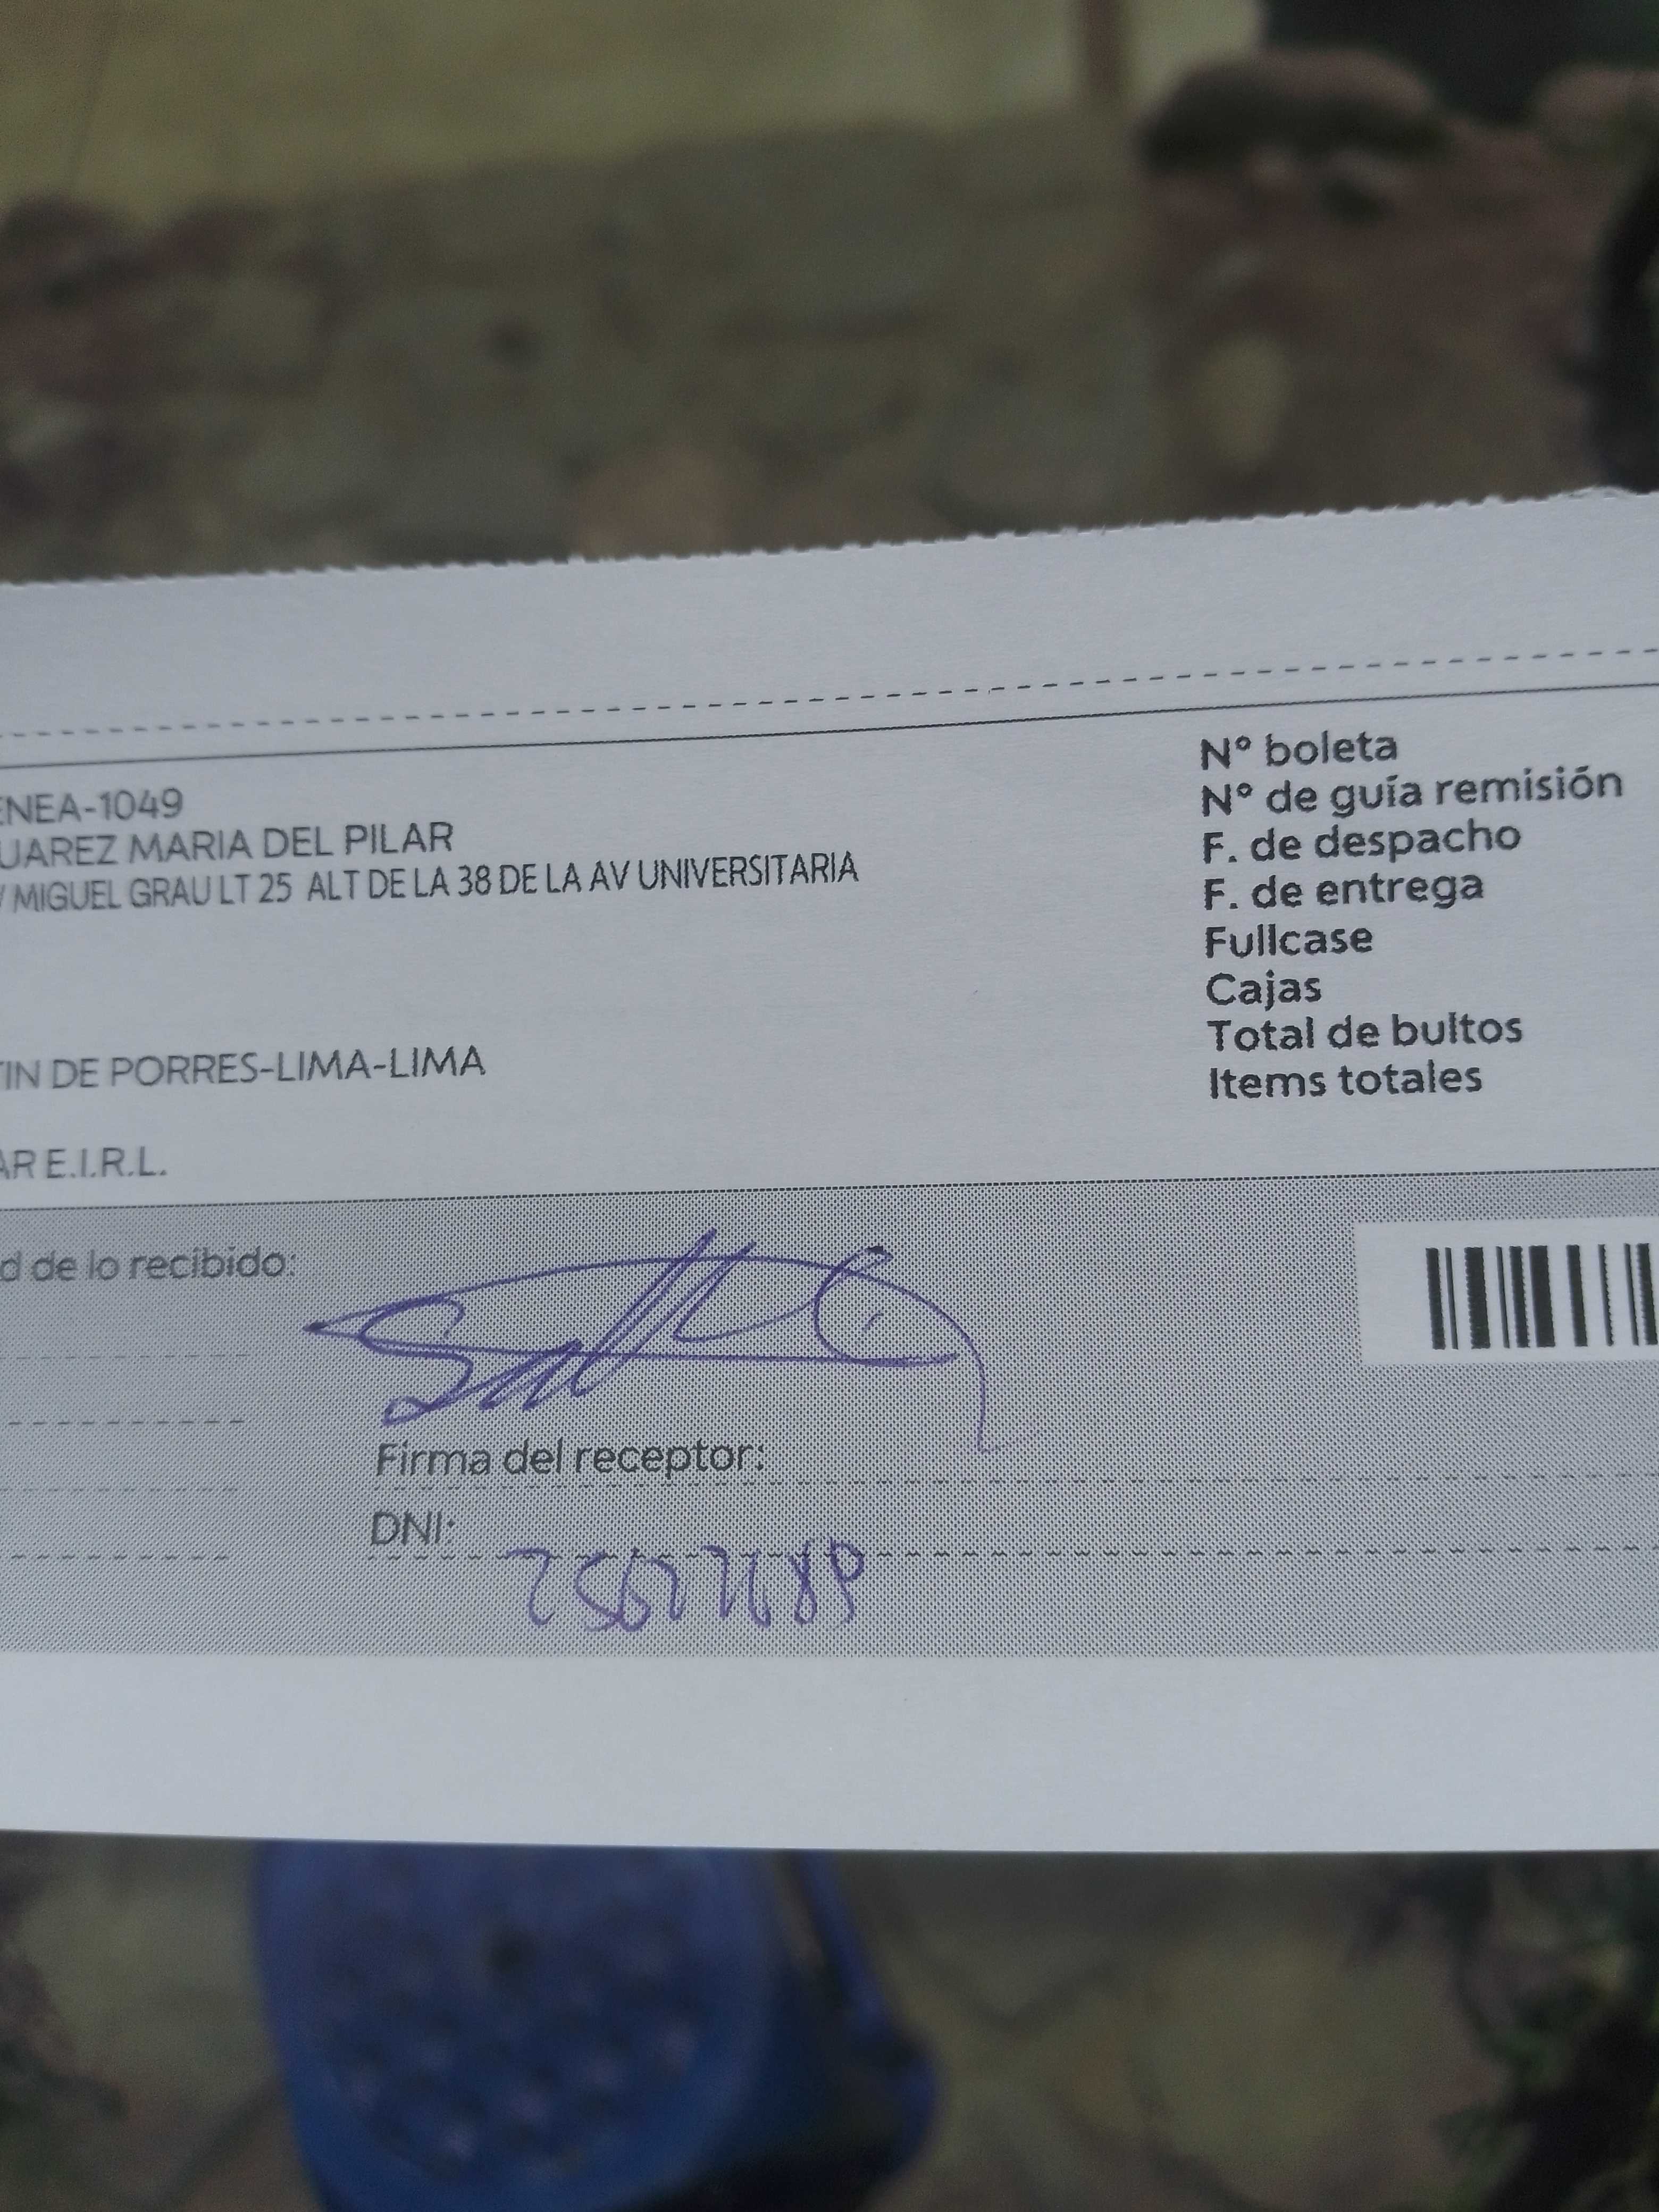 ENEA-1049
UAREZ MARIA DEL PILAR
/ MIGUEL GRAU LT 25 ALT DE LA 38 DE LA AV UNIVERSITARIA
TIN DE PORRES-LIMA-LIMA
AR E.I.R.L.
N° boleta
N° de guía remisión
F. de despacho
F. de entrega
Fullcase
Cajas
Total de bultos
Items totales
d de lo recibido:
Firma del receptor:
DNI: